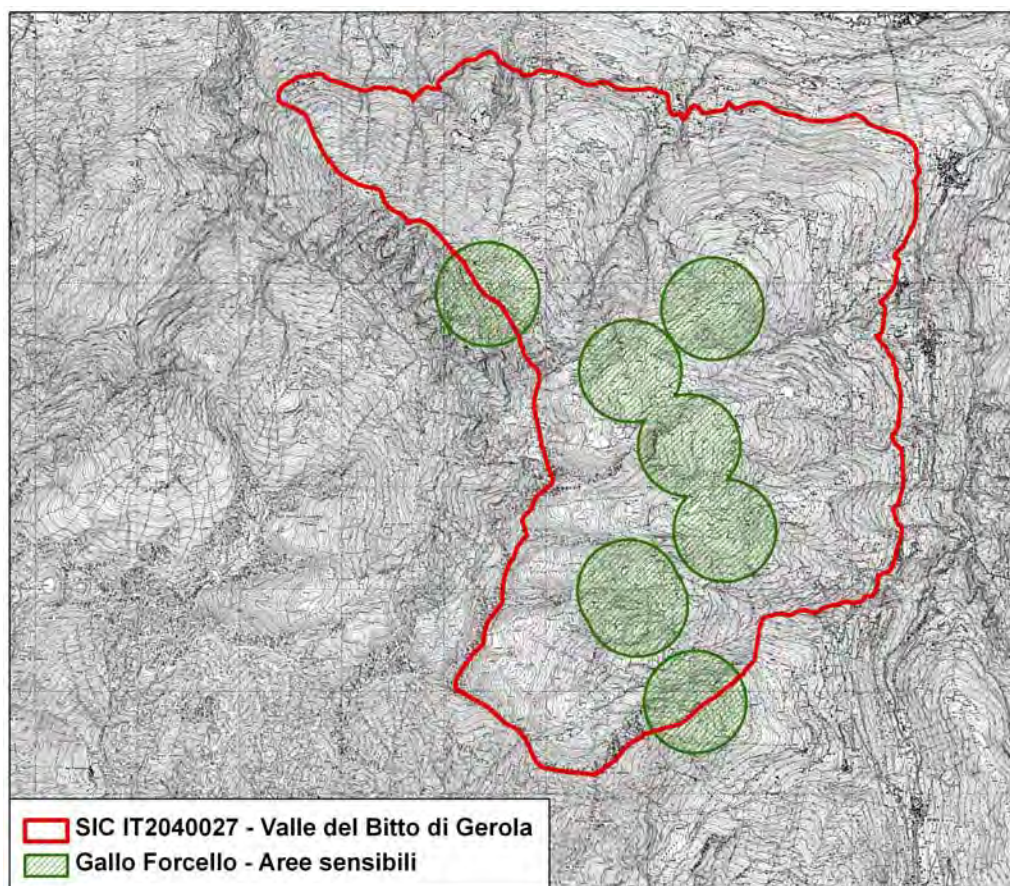 SIC IT2040027 - Valle del Bitto di Gerola
Gallo Forcello - Aree sensibili